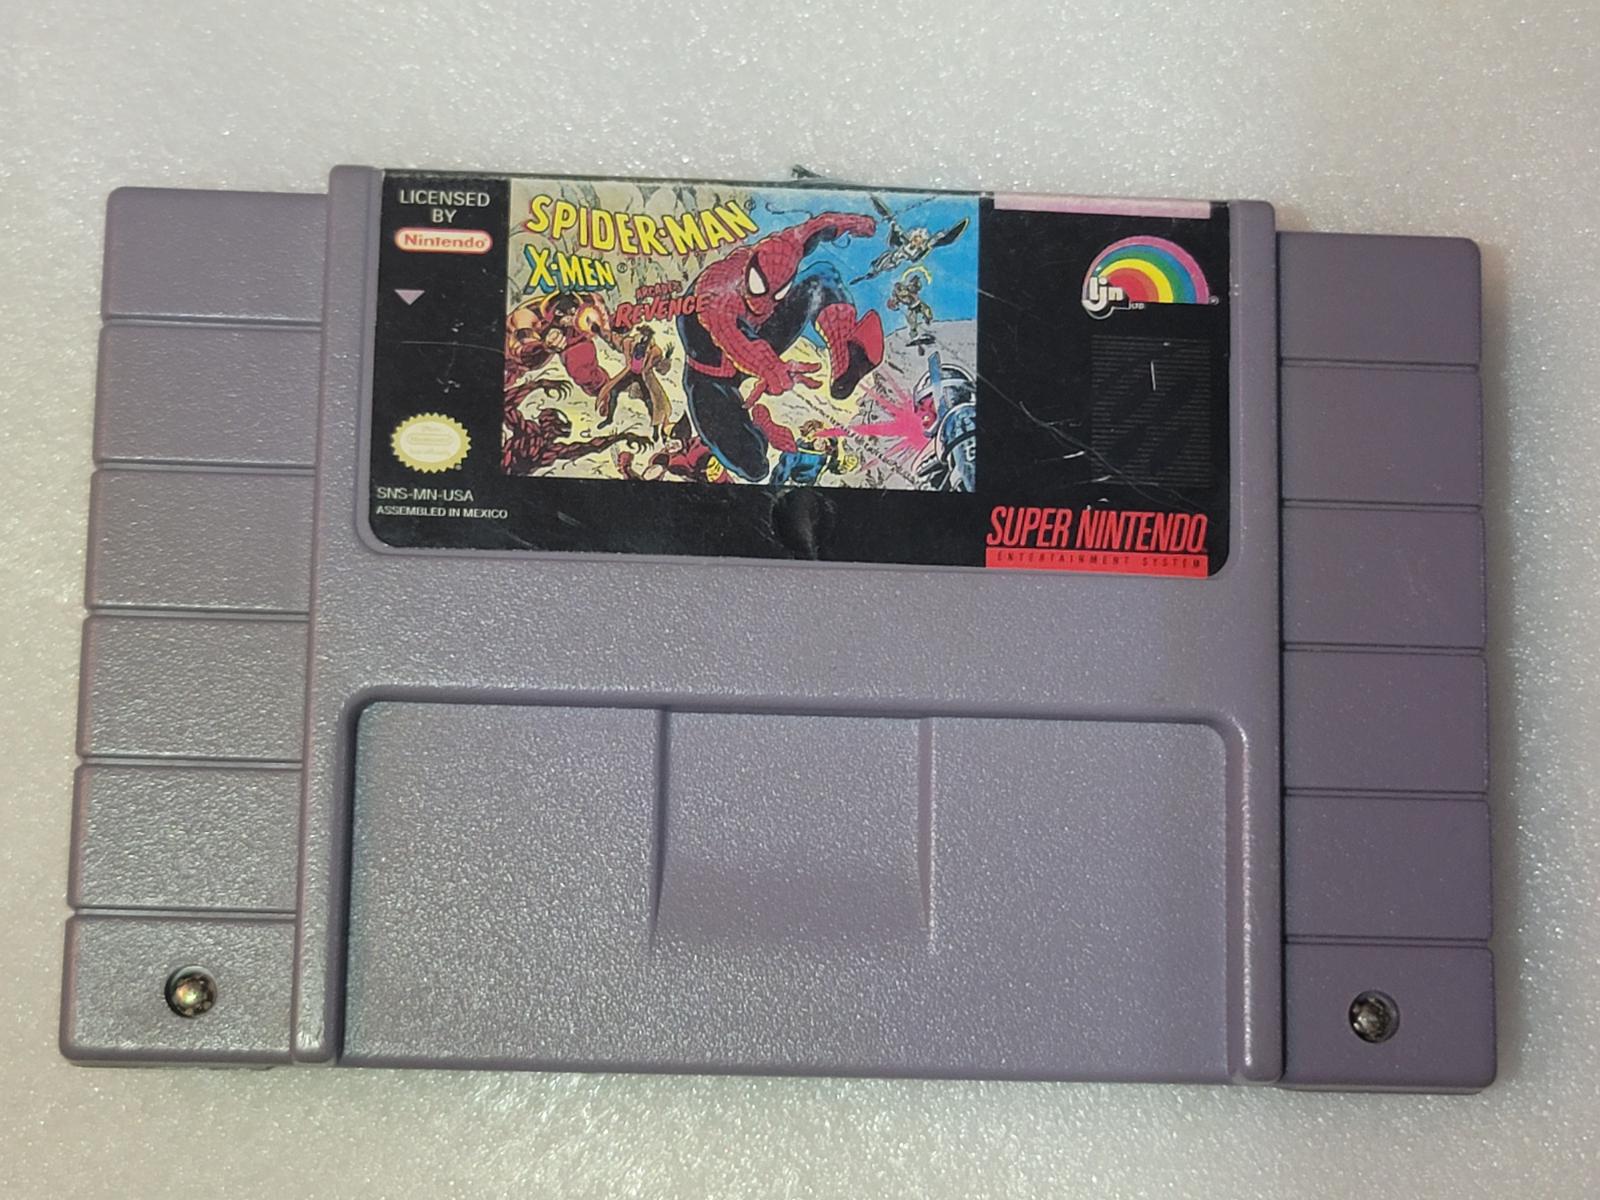 LICENSED
BY
Nintendo®
SPIDER-MAN®
X-MEN®
ARCADE'S
REVENGE
ljn LTD. ®
SNS-MN-USA
ASSEMBLED IN MEXICO
SUPER NINTENDO
ENTERTAINMENT SYSTEM